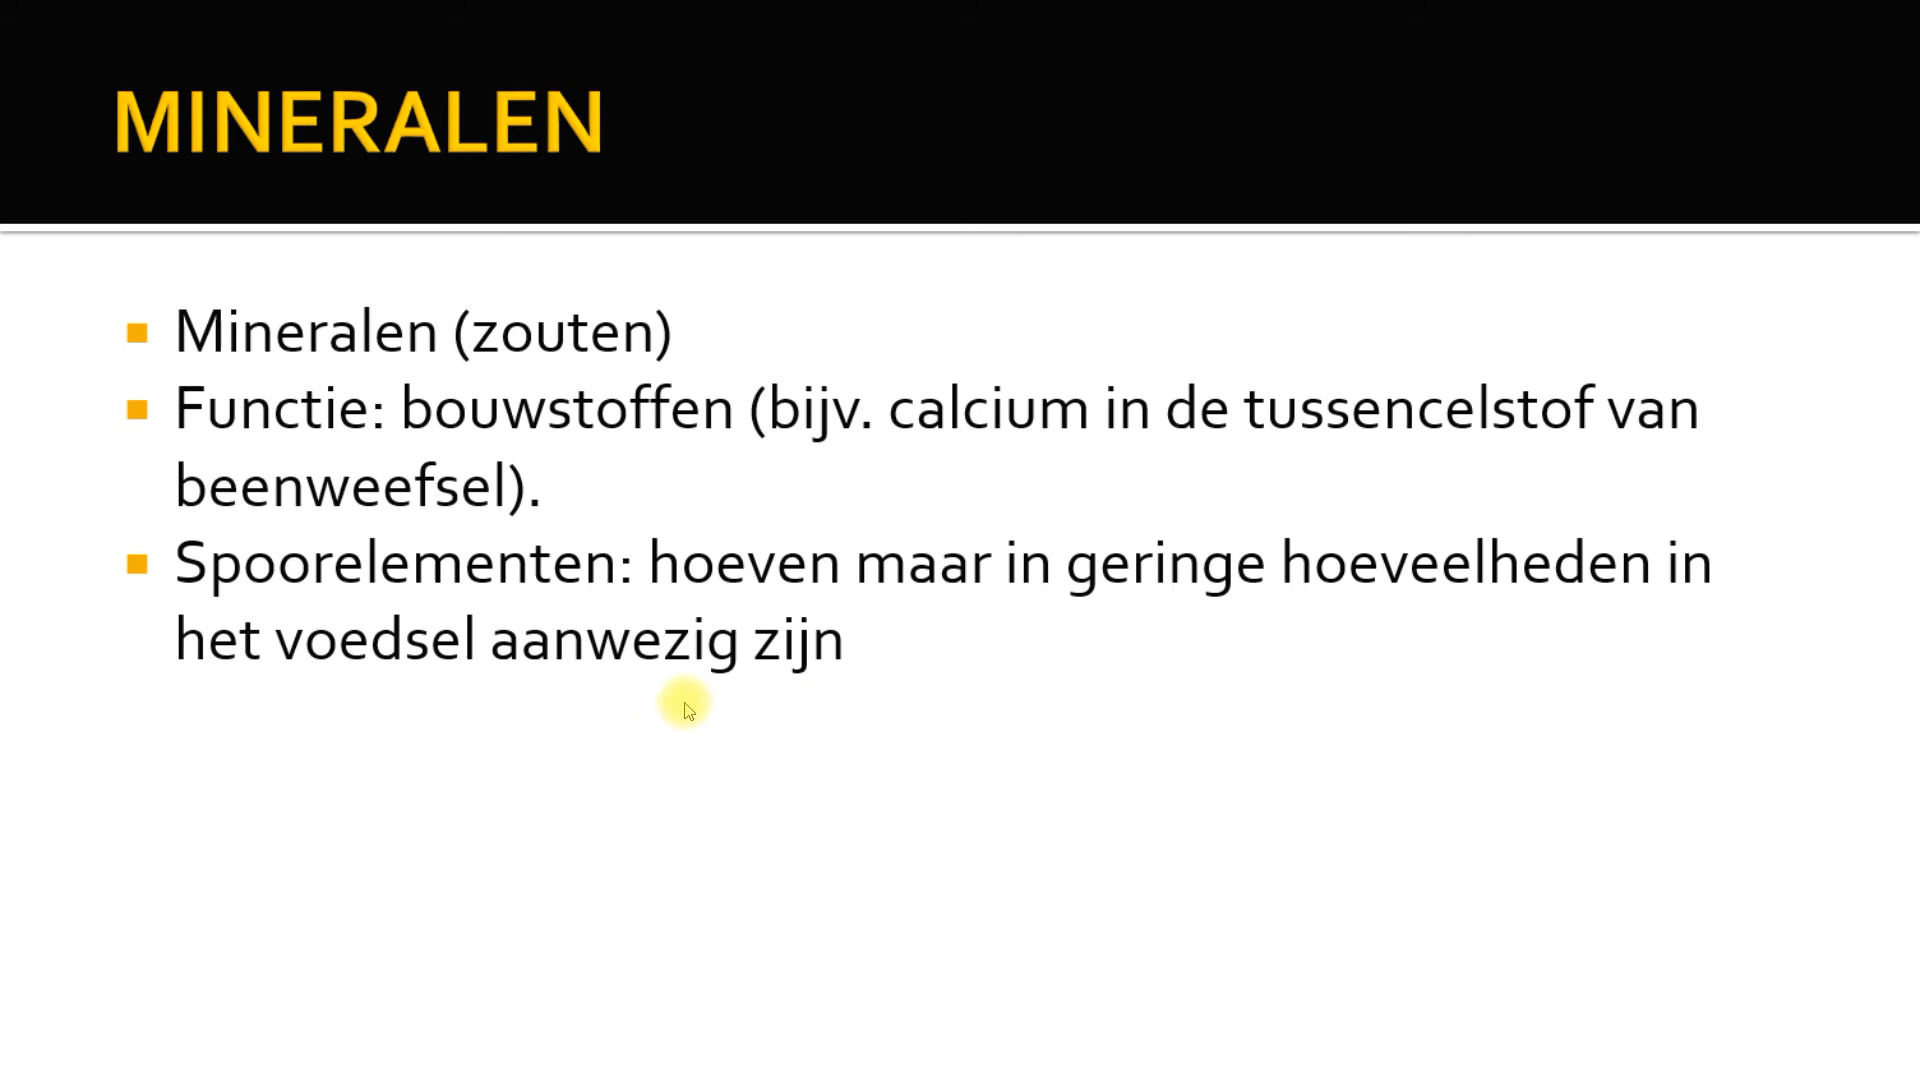 MINERALEN
Mineralen (zouten)
Functie: bouwstoffen (bijv. calcium in de tussencelstof van
beenweefsel).
Spoorelementen: hoeven maar in geringe hoeveelheden in
het voedsel aanwezig zijn